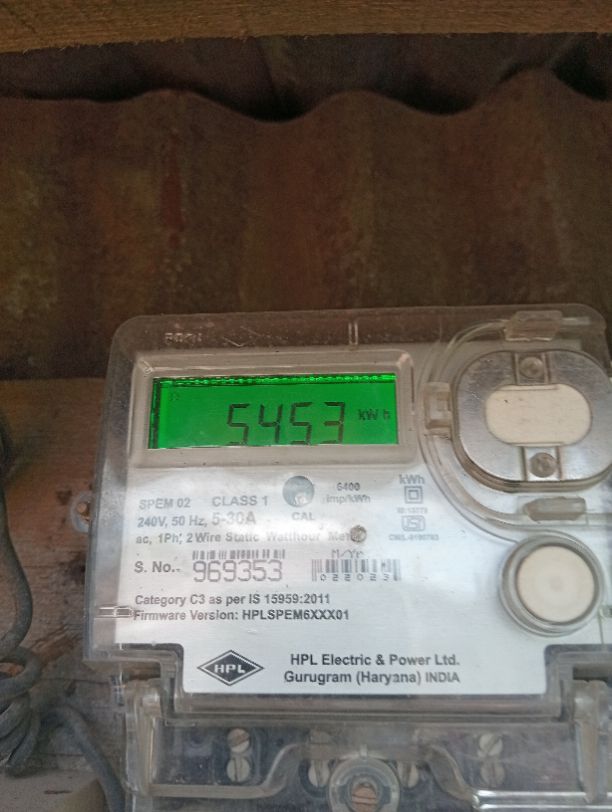 5453 kWh
SPEM 02 CLASS 1
6400
imp/kWh
kWh
240V, 50 Hz, 5-30A
CAL
ac, 1Ph, 2 Wire Static Watthour Meter
M/Yr
S. No.- 969353
022023
Category C3 as per IS 15959:2011
Firmware Version: HPLSPEM6XXX01
HPL
HPL Electric & Power Ltd.
Gurugram (Haryana) INDIA